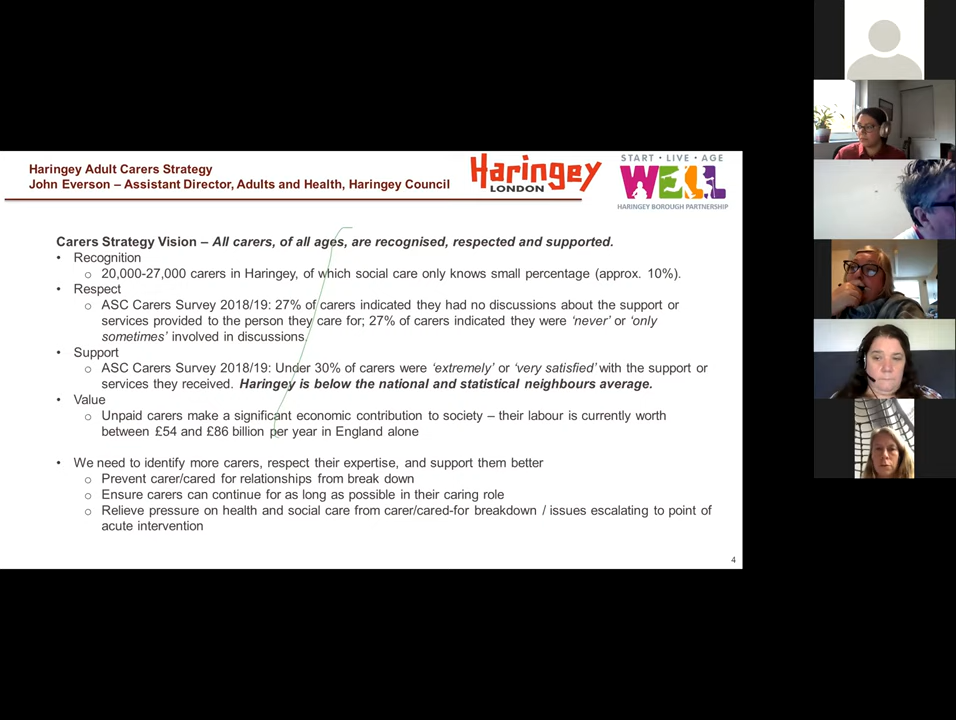 Haringey Adult Carers Strategy
John Everson – Assistant Director, Adults and Health, Haringey Council
Haringey
LONDON
START • LIVE • AGE
WELL
HARINGEY BOROUGH PARTNERSHIP
Carers Strategy Vision – All carers, of all ages, are recognised, respected and supported.
• Recognition
o 20,000-27,000 carers in Haringey, of which social care only knows small percentage (approx. 10%).
• Respect
o ASC Carers Survey 2018/19: 27% of carers indicated they had no discussions about the support or
services provided to the person they care for; 27% of carers indicated they were ‘never’ or ‘only
sometimes’ involved in discussions
• Support
o ASC Carers Survey 2018/19: Under 30% of carers were ‘extremely’ or ‘very satisfied’ with the support or
services they received. Haringey is below the national and statistical neighbours average.
• Value
o Unpaid carers make a significant economic contribution to society – their labour is currently worth
between £54 and £86 billion per year in England alone
• We need to identify more carers, respect their expertise, and support them better
o Prevent carer/cared for relationships from break down
o Ensure carers can continue for as long as possible in their caring role
o Relieve pressure on health and social care from carer/cared-for breakdown / issues escalating to point of
acute intervention
4